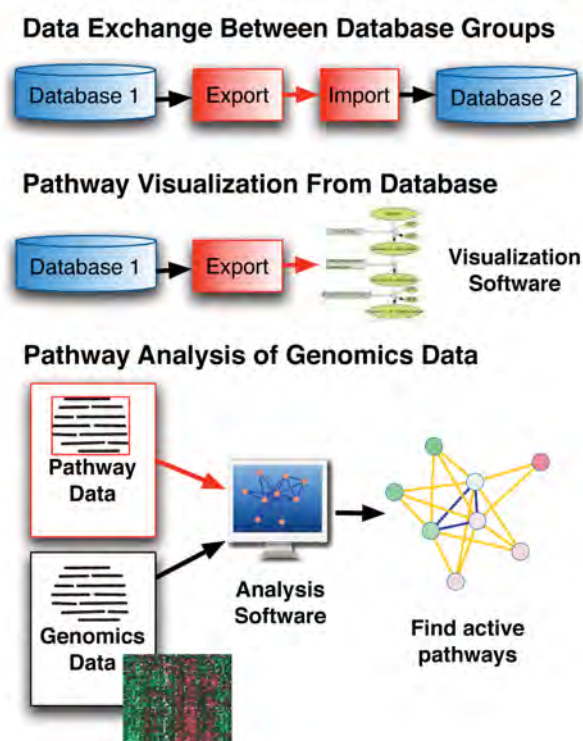 Data Exchange Between Database Groups
Database 1
Export
Import
Database 2
Pathway Visualization From Database
Database 1
Export
Visualization
Software
Pathway Analysis of Genomics Data
Pathway
Data
Genomics
Data
Analysis
Software
Find active
pathways